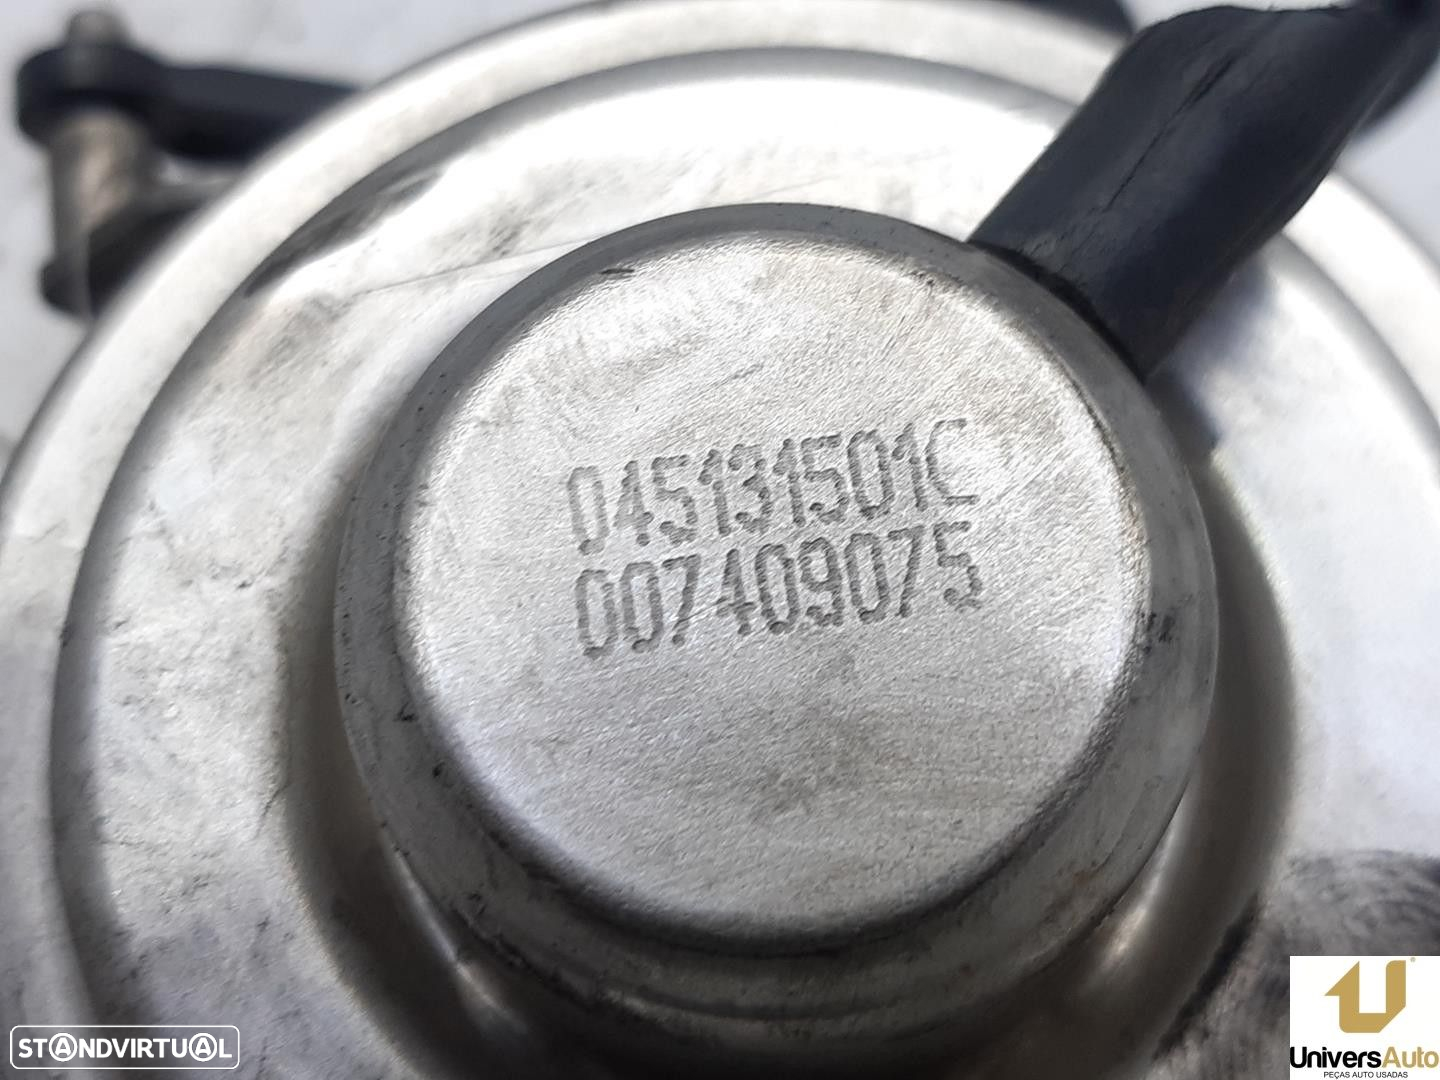 045131501C
007409075
STANDVIRTUAL
UNIVERSAUTO
PEÇAS AUTO USADAS